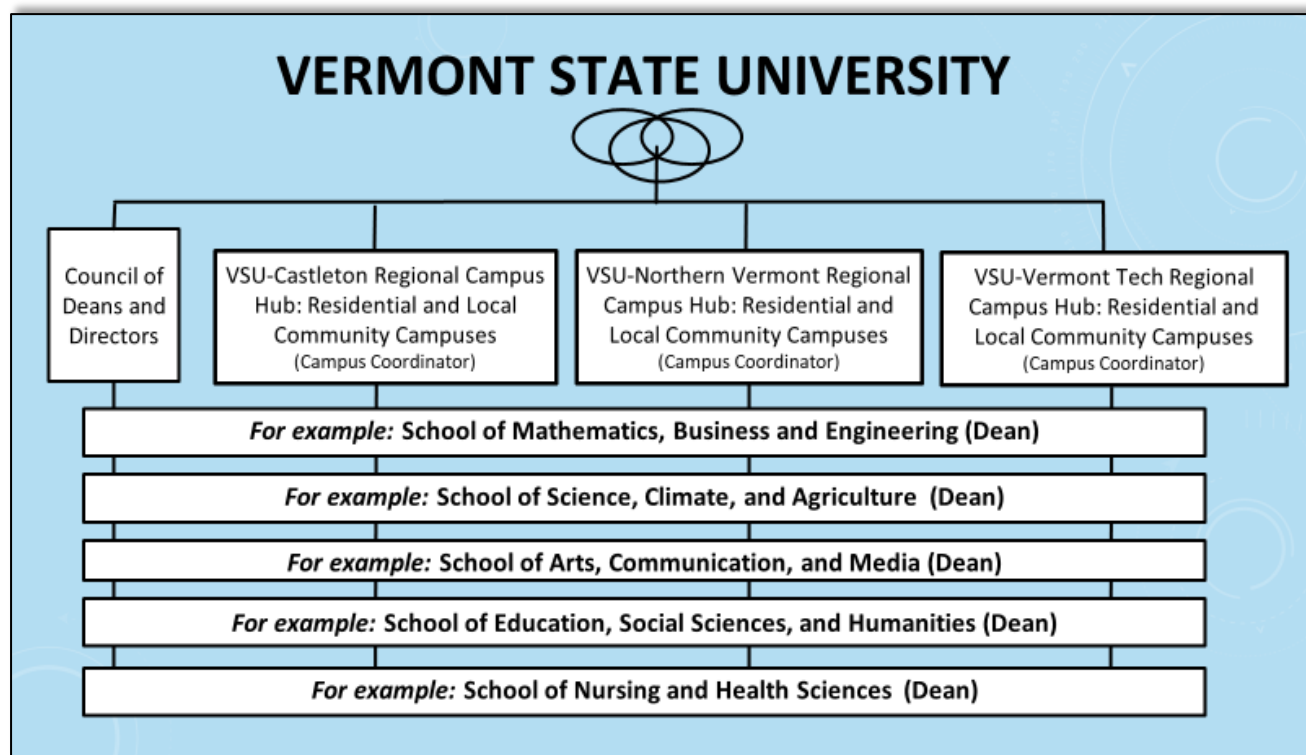 VERMONT STATE UNIVERSITY
Council of
Deans and
Directors
VSU-Castleton Regional Campus
Hub: Residential and Local
Community Campuses
(Campus Coordinator)
VSU-Northern Vermont Regional
Campus Hub: Residential and
Local Community Campuses
(Campus Coordinator)
VSU-Vermont Tech Regional
Campus Hub: Residential and
Local Community Campuses
(Campus Coordinator)
For example: School of Mathematics, Business and Engineering (Dean)
For example: School of Science, Climate, and Agriculture (Dean)
For example: School of Arts, Communication, and Media (Dean)
For example: School of Education, Social Sciences, and Humanities (Dean)
For example: School of Nursing and Health Sciences (Dean)